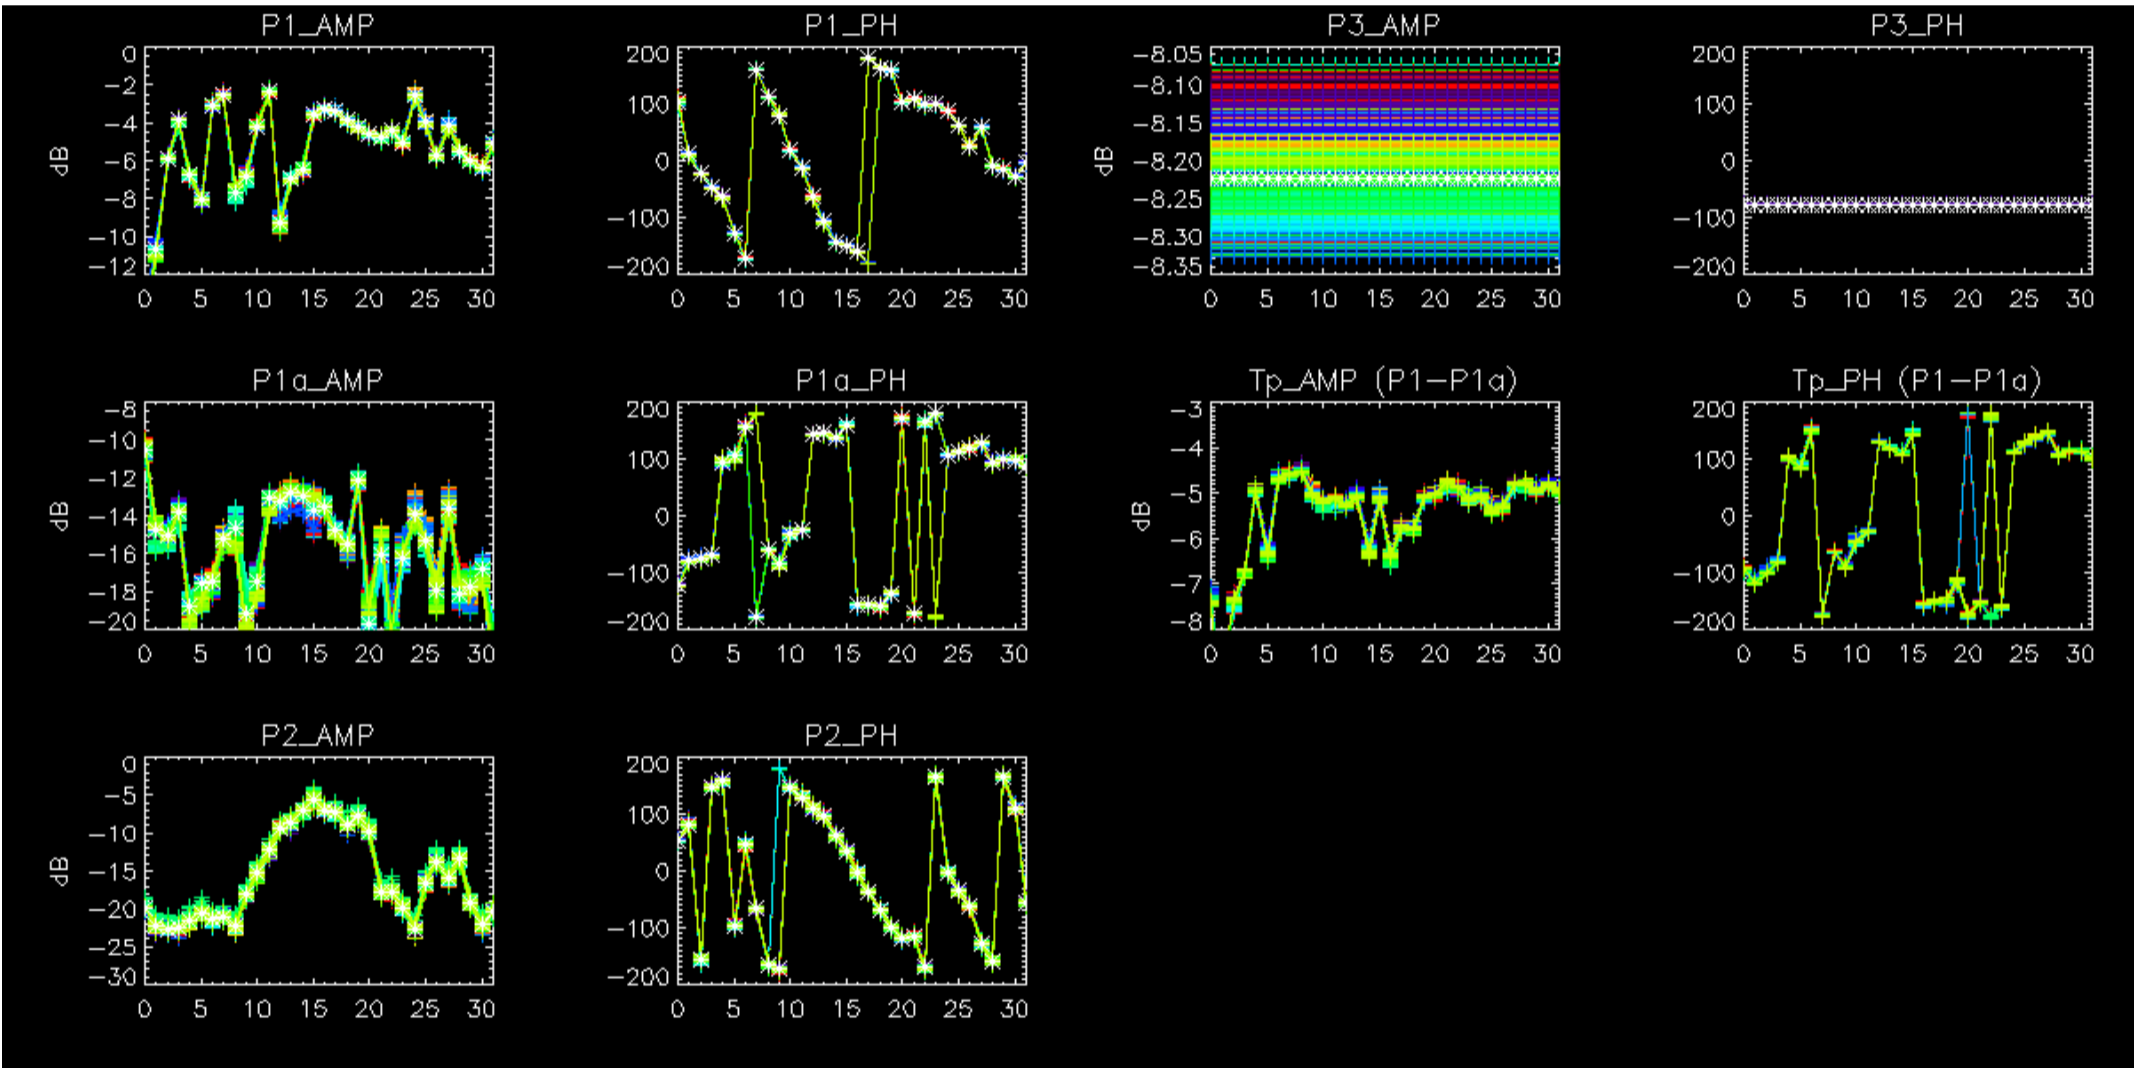 P1_AMP
0
−2
−4
−6
−8
−10
−12
dB
0 5 10 15 20 25 30
P1_PH
200
100
0
−100
−200
0 5 10 15 20 25 30
P3_AMP
−8.05
−8.10
−8.15
−8.20
−8.25
−8.30
−8.35
dB
0 5 10 15 20 25 30
P3_PH
200
100
0
−100
−200
0 5 10 15 20 25 30
P1a_AMP
−8
−10
−12
−14
−16
−18
−20
dB
0 5 10 15 20 25 30
P1a_PH
200
100
0
−100
−200
0 5 10 15 20 25 30
Tp_AMP (P1−P1a)
−3
−4
−5
−6
−7
−8
dB
0 5 10 15 20 25 30
Tp_PH (P1−P1a)
200
100
0
−100
−200
0 5 10 15 20 25 30
P2_AMP
0
−5
−10
−15
−20
−25
−30
dB
0 5 10 15 20 25 30
P2_PH
200
100
0
−100
−200
0 5 10 15 20 25 30